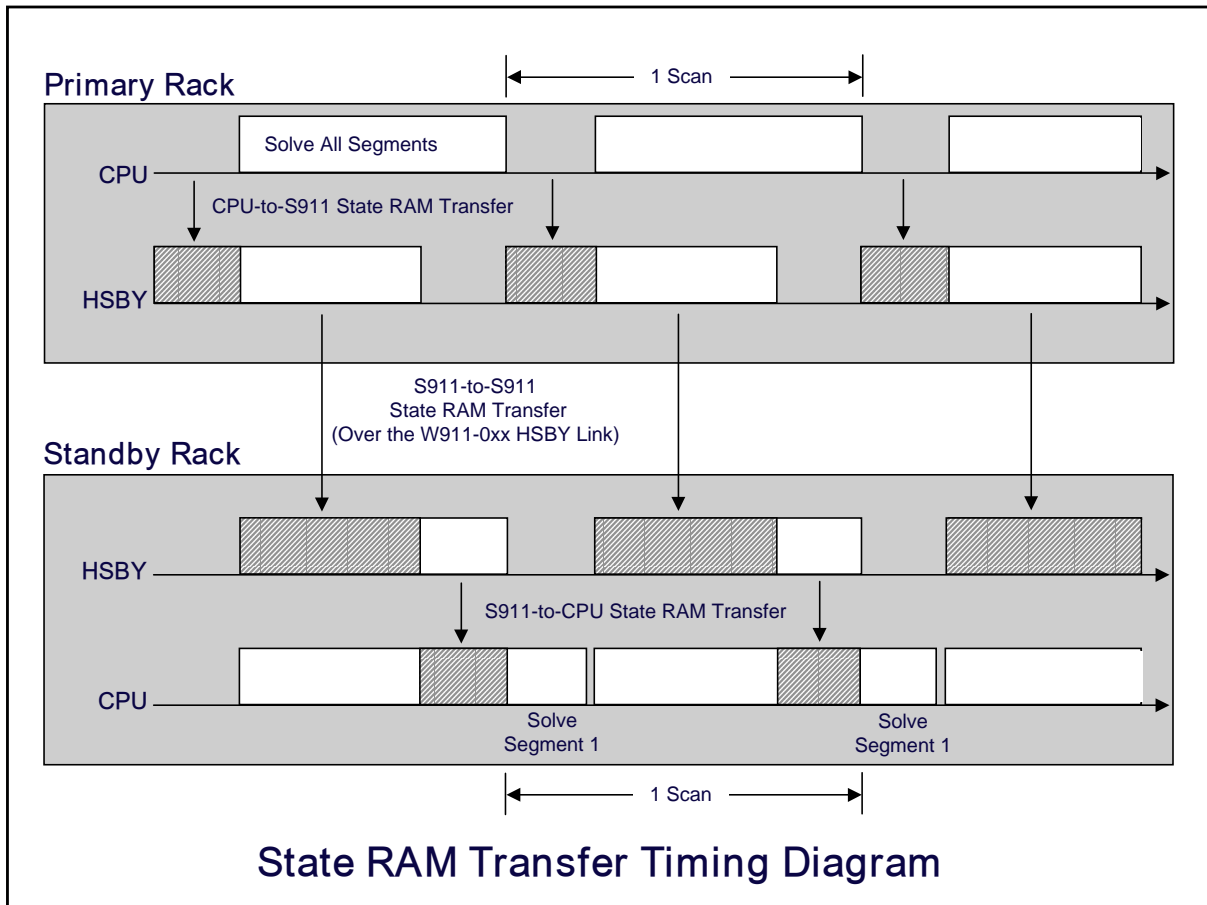 1 Scan
Primary Rack
Solve All Segments
CPU
CPU-to-S911 State RAM Transfer
HSBY
S911-to-S911
State RAM Transfer
(Over the W911-0xx HSBY Link)
Standby Rack
HSBY
S911-to-CPU State RAM Transfer
CPU
Solve
Segment 1
Solve
Segment 1
1 Scan
State RAM Transfer Timing Diagram